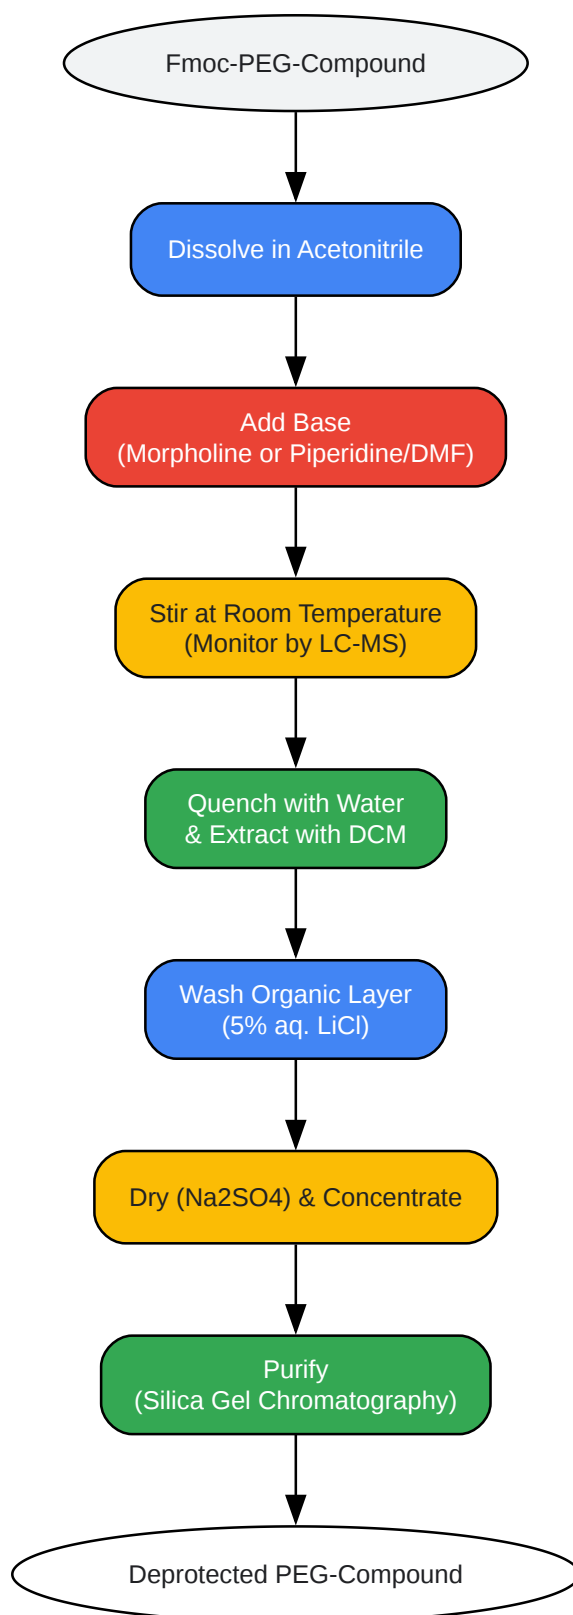 Fmoc-PEG-Compound
Dissolve in Acetonitrile
Add Base
(Morpholine or Piperidine/DMF)
Stir at Room Temperature
(Monitor by LC-MS)
Quench with Water
& Extract with DCM
Wash Organic Layer
(5% aq. LiCl)
Dry (Na2SO4) & Concentrate
Purify
(Silica Gel Chromatography)
Deprotected PEG-Compound